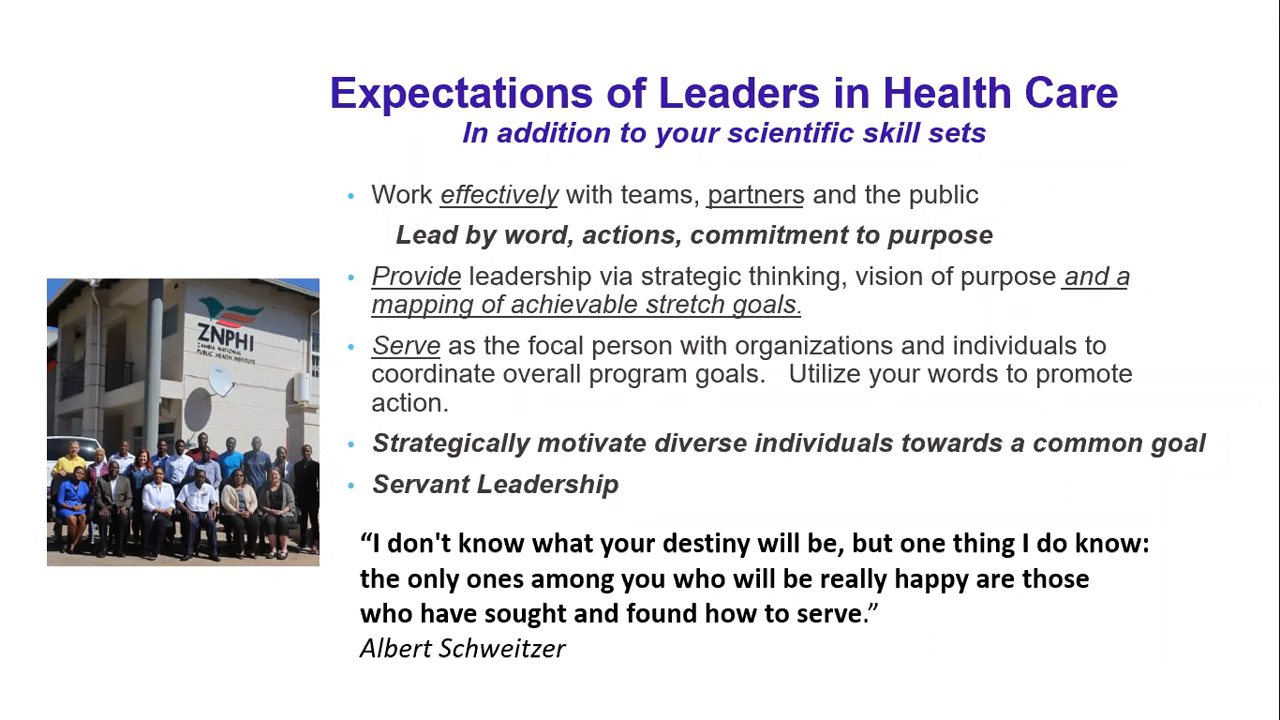 Expectations of Leaders in Health Care
In addition to your scientific skill sets
• Work effectively with teams, partners and the public
Lead by word, actions, commitment to purpose
• Provide leadership via strategic thinking, vision of purpose and a
mapping of achievable stretch goals.
• Serve as the focal person with organizations and individuals to
coordinate overall program goals. Utilize your words to promote
action.
• Strategically motivate diverse individuals towards a common goal
• Servant Leadership
ZNPHI
ZAMBIA NATIONAL
PUBLIC HEALTH INSTITUTE
“I don't know what your destiny will be, but one thing I do know:
the only ones among you who will be really happy are those
who have sought and found how to serve.”
Albert Schweitzer